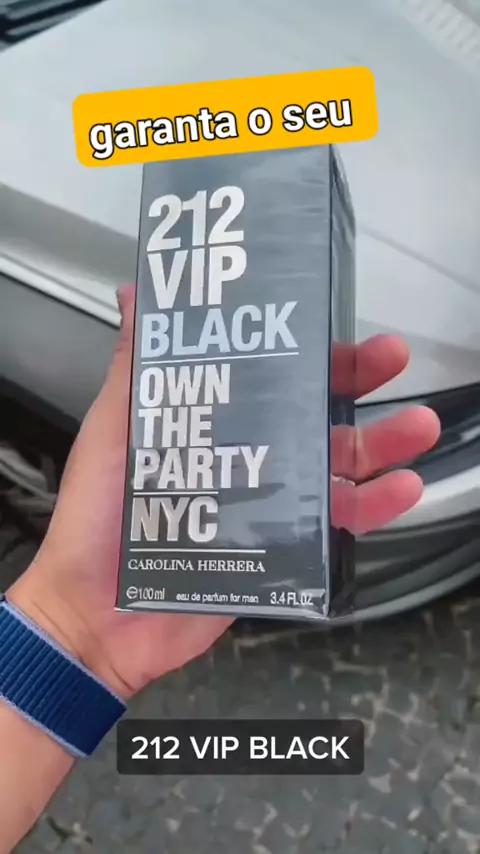 garanta o seu
212
VIP
BLACK
OWN
THE
PARTY
NYC
CAROLINA HERRERA
℮100ml eau de parfum for men 3.4 FL OZ
212 VIP BLACK